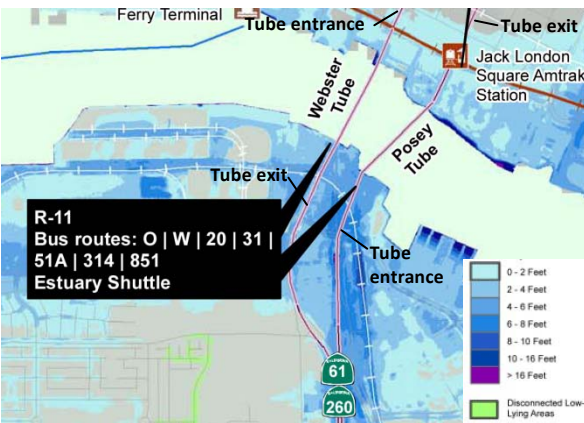 Ferry Terminal
Tube entrance
Tube exit
Jack London
Square Amtrak
Station
Webster
Tube
Posey
Tube
Tube exit
R-11
Bus routes: O | W | 20 | 31 |
51A | 314 | 851
Estuary Shuttle
Tube
entrance
0 - 2 Feet
2 - 4 Feet
4 - 6 Feet
6 - 8 Feet
8 - 10 Feet
10 - 16 Feet
> 16 Feet
Disconnected Low-
Lying Areas
CALIFORNIA
61
CALIFORNIA
260